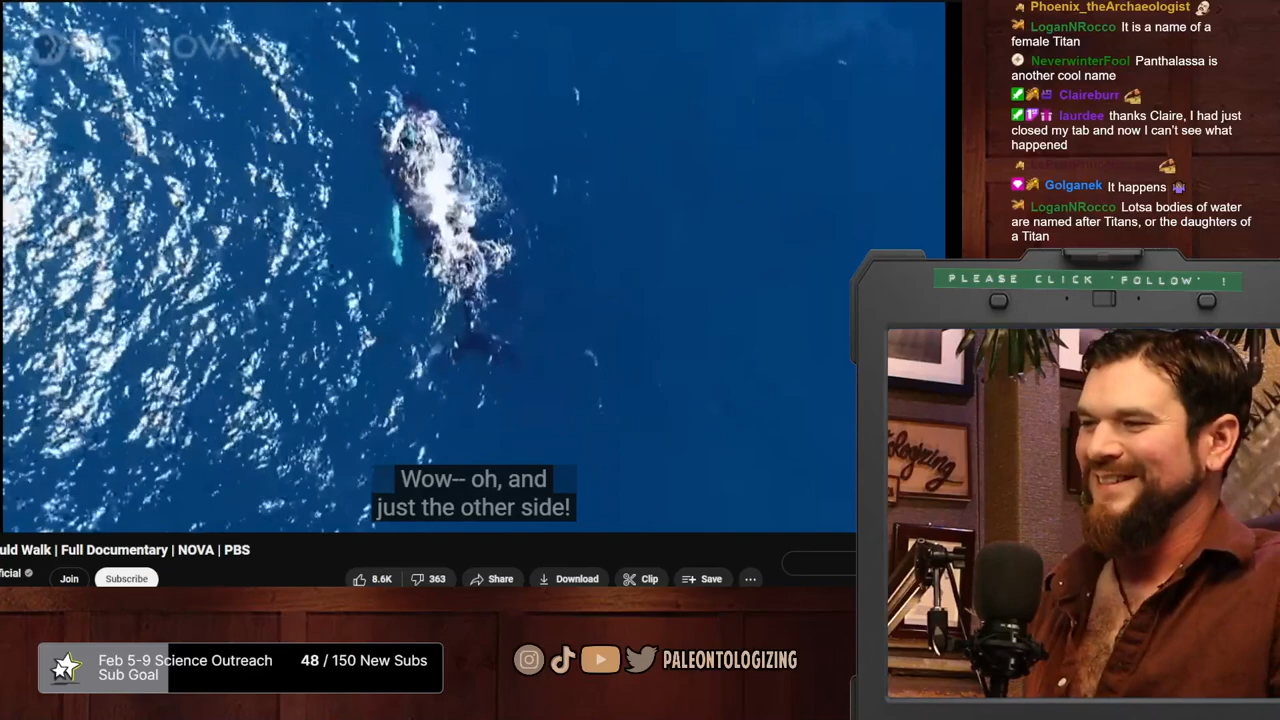 PBS | NOVA
Wow-- oh, and
just the other side!
uld Walk | Full Documentary | NOVA | PBS
ficial
Join
Subscribe
8.6K
363
Share
Download
Clip
Save
Feb 5-9 Science Outreach
Sub Goal
48 / 150 New Subs
PALEONTOLOGIZING
Phoenix_theArchaeologist
LoganNRocco It is a name of a
female Titan
NeverwinterFool Panthalassa is
another cool name
Claireburr
laurdee thanks Claire, I had just
closed my tab and now I can't see what
happened
Golganek It happens
LoganNRocco Lotsa bodies of water
are named after Titans, or the daughters of
a Titan
PLEASE CLICK 'FOLLOW' !
ologizing